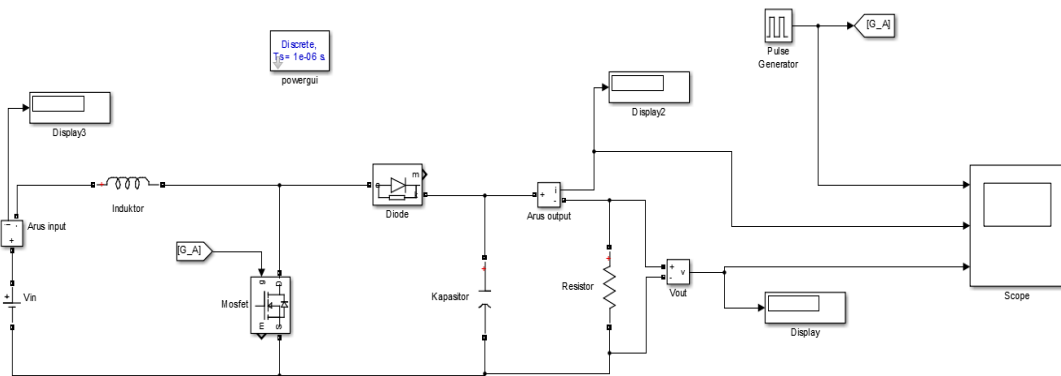 Discrete,
Ts = 1e-06 s.
powergui
Pulse
Generator
[G_A]
Display3
Display2
Induktor
m
a
k
Diode
+
i
-
Arus output
Arus input
i
-
+
[G_A]
g
D
Mosfet
m
S
+
Vin
Kapasitor
Resistor
+
-
v
Vout
Display
Scope